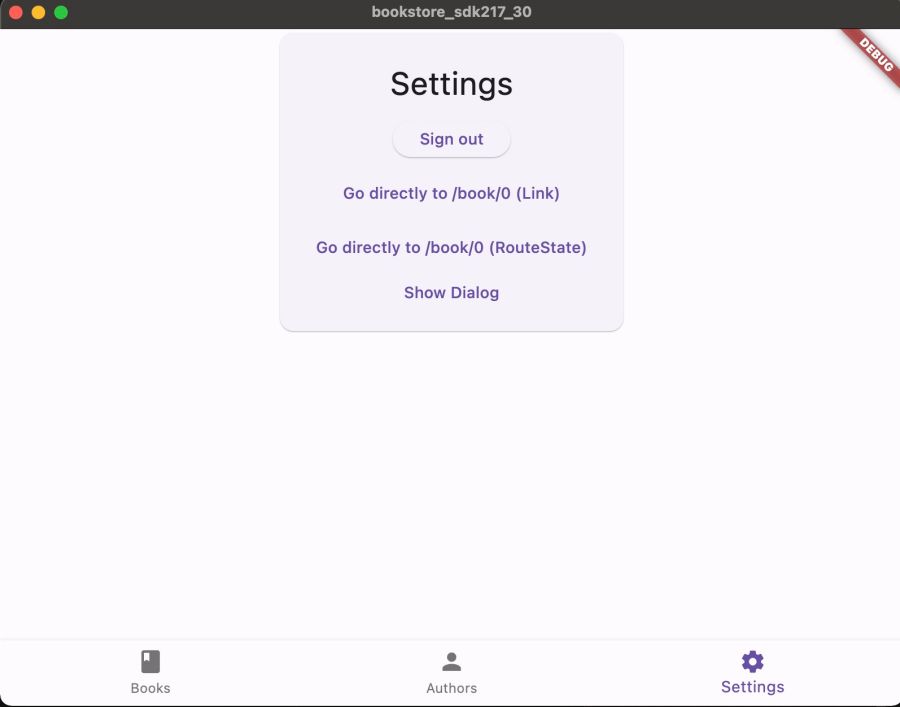 bookstore_sdk217_30
DEBUG
Settings
Sign out
Go directly to /book/0 (Link)
Go directly to /book/0 (RouteState)
Show Dialog
Books
Authors
Settings